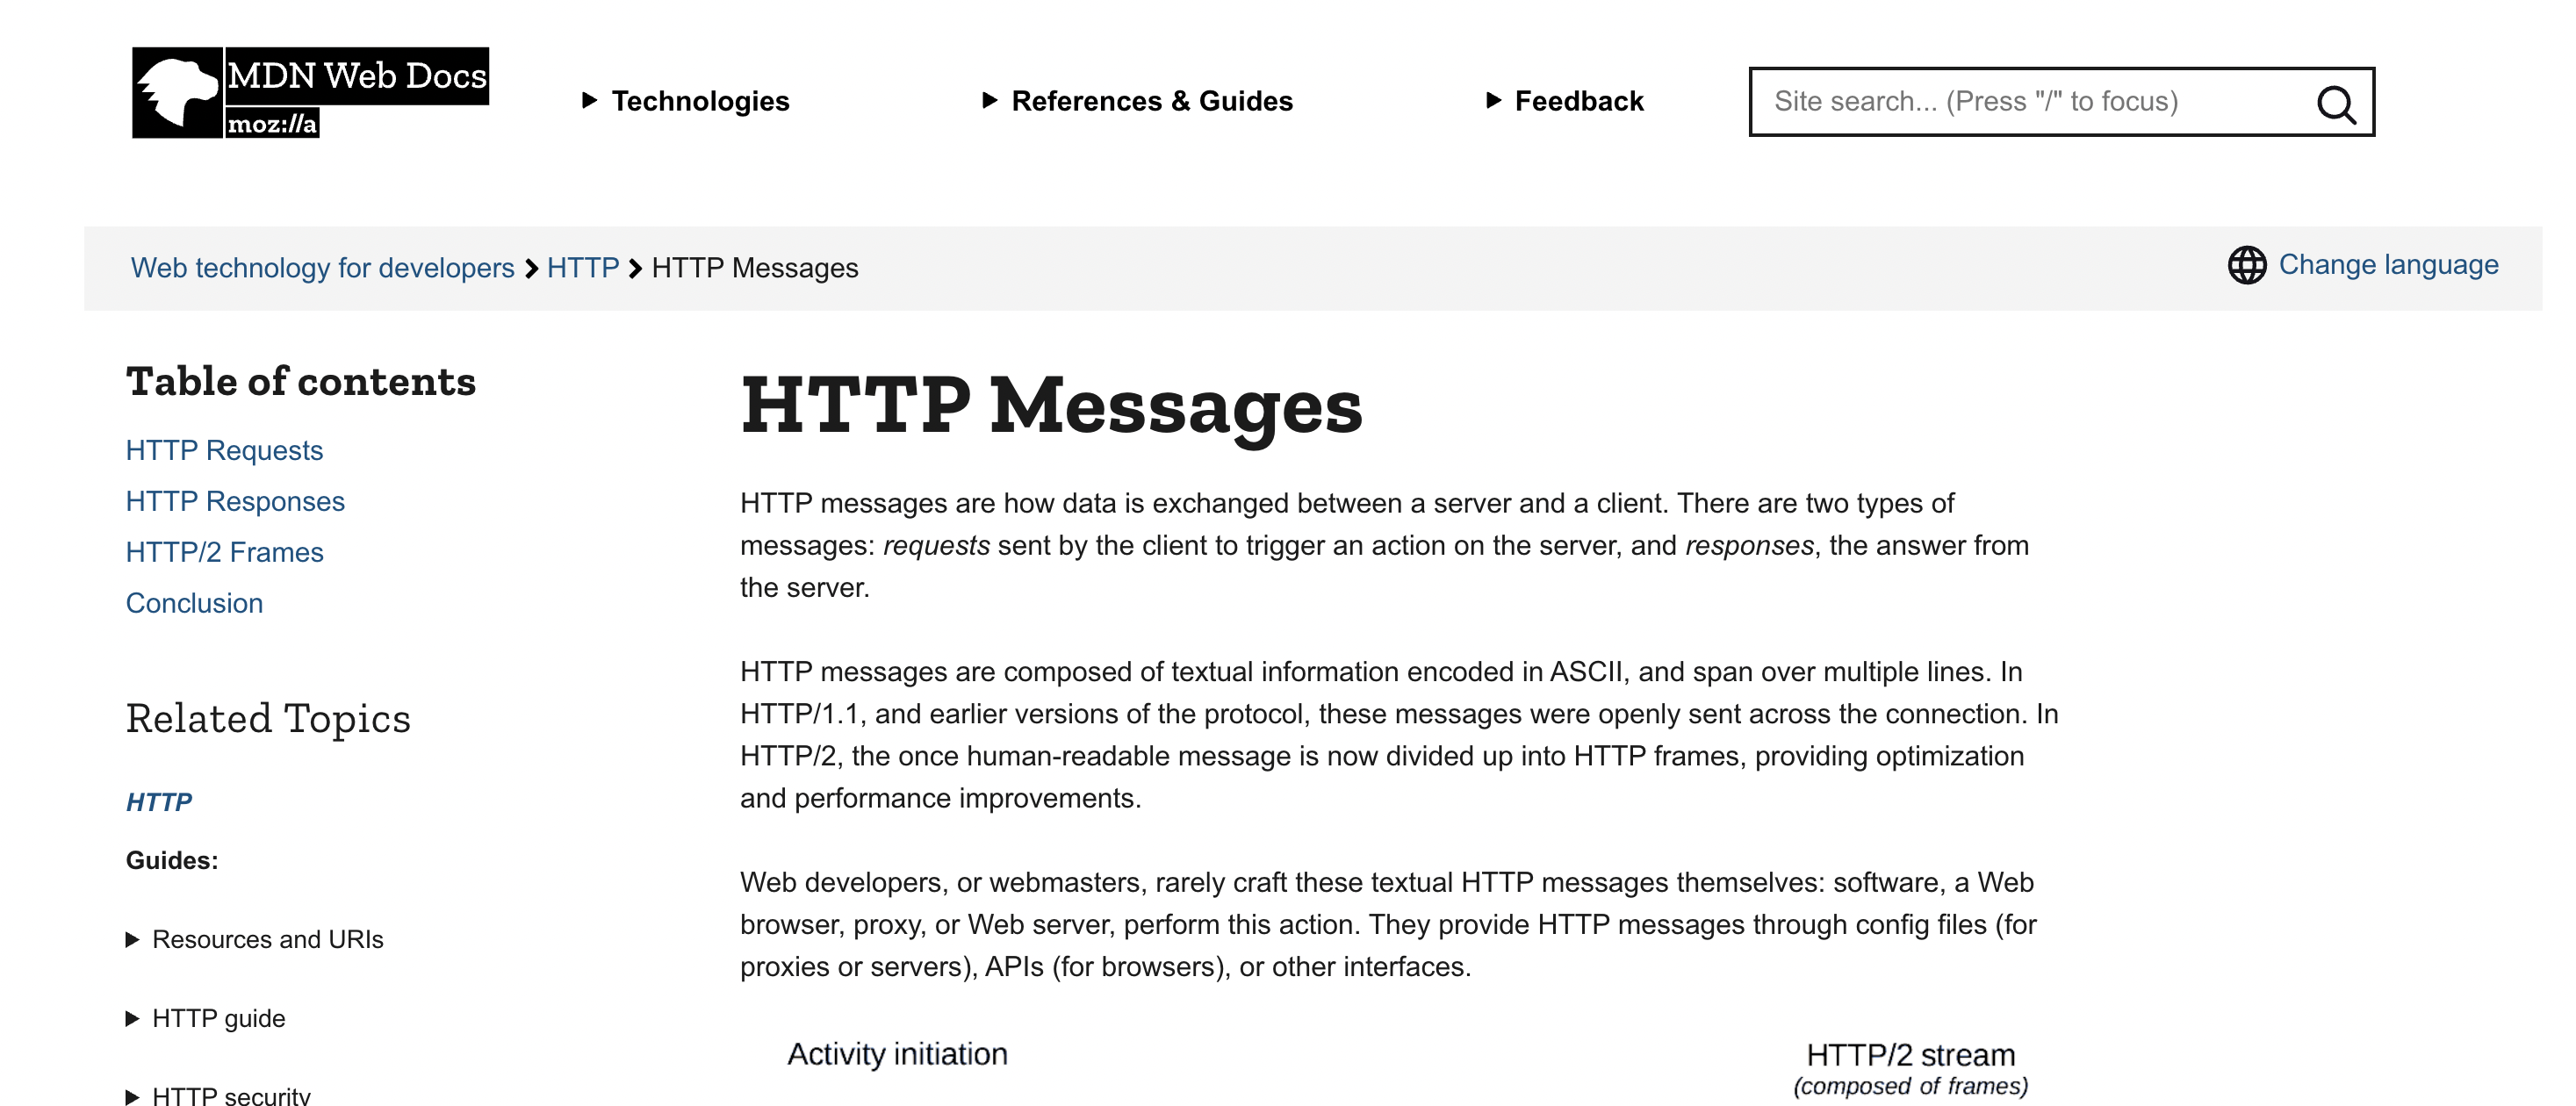 MDN Web Docs
moz://a
Technologies
References & Guides
Feedback
Site search... (Press "/" to focus)
Web technology for developers HTTP HTTP Messages
Change language
Table of contents
HTTP Requests
HTTP Responses
HTTP/2 Frames
Conclusion
Related Topics
HTTP
Guides:
Resources and URIs
HTTP guide
HTTP security
HTTP Messages
HTTP messages are how data is exchanged between a server and a client. There are two types of
messages: requests sent by the client to trigger an action on the server, and responses, the answer from
the server.
HTTP messages are composed of textual information encoded in ASCII, and span over multiple lines. In
HTTP/1.1, and earlier versions of the protocol, these messages were openly sent across the connection. In
HTTP/2, the once human-readable message is now divided up into HTTP frames, providing optimization
and performance improvements.
Web developers, or webmasters, rarely craft these textual HTTP messages themselves: software, a Web
browser, proxy, or Web server, perform this action. They provide HTTP messages through config files (for
proxies or servers), APIs (for browsers), or other interfaces.
Activity initiation
HTTP/2 stream
(composed of frames)